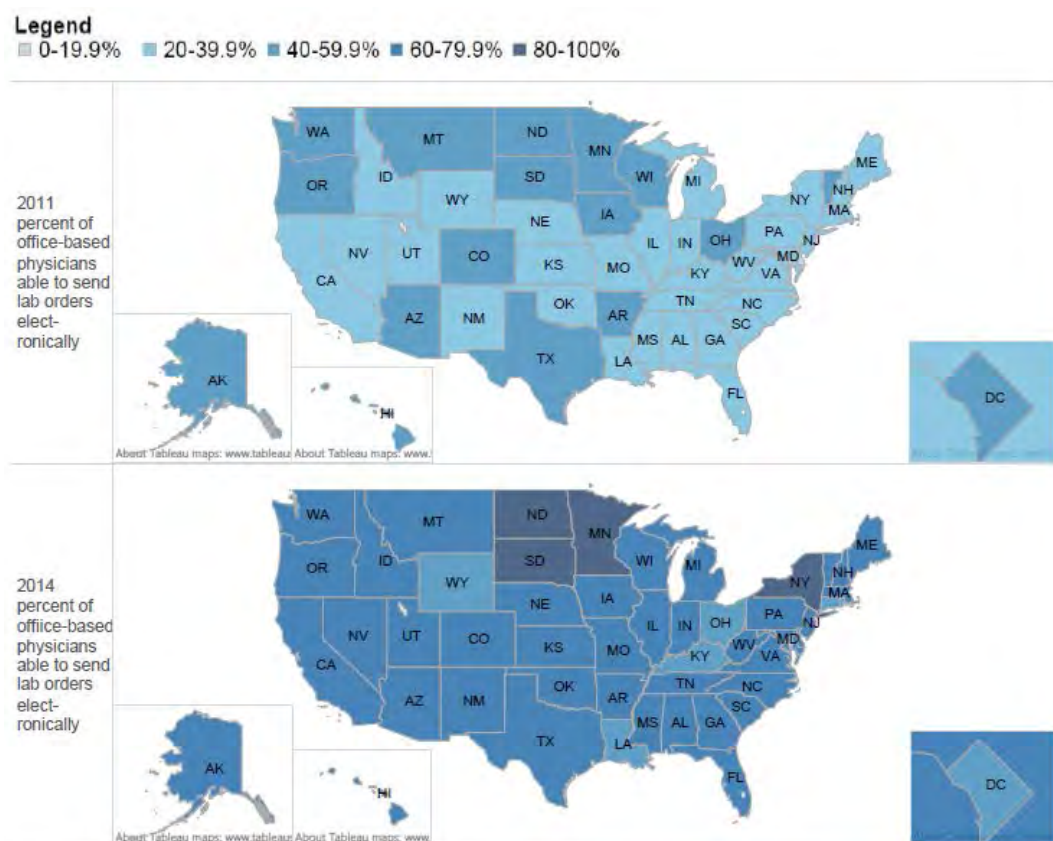 Legend
0-19.9% 20-39.9% 40-59.9% 60-79.9% 80-100%
2011
percent of
office-based
physicians
able to send
lab orders
elect-
ronically
WA MT ND MN ME
OR ID SD WI MI NH
WY NY MA
NE IA PA NJ
NV UT CO IL IN OH MD
CA KS MO KY WV VA
AZ NM OK AR TN NC
TX MS AL GA SC
LA FL
AK
HI
DC
About Tableau maps: www.tableau
About Tableau maps: www.
2014
percent of
offiice-based
physicians
able to send
lab orders
elect-
ronically
WA MT ND MN ME
OR ID SD WI MI NH
WY NY MA
NE IA PA NJ
NV UT CO IL IN OH MD
CA KS MO KY WV VA
AZ NM OK AR TN NC
TX MS AL GA SC
LA FL
AK
HI
DC
About Tableau maps: www.tableau
About Tableau maps: www.